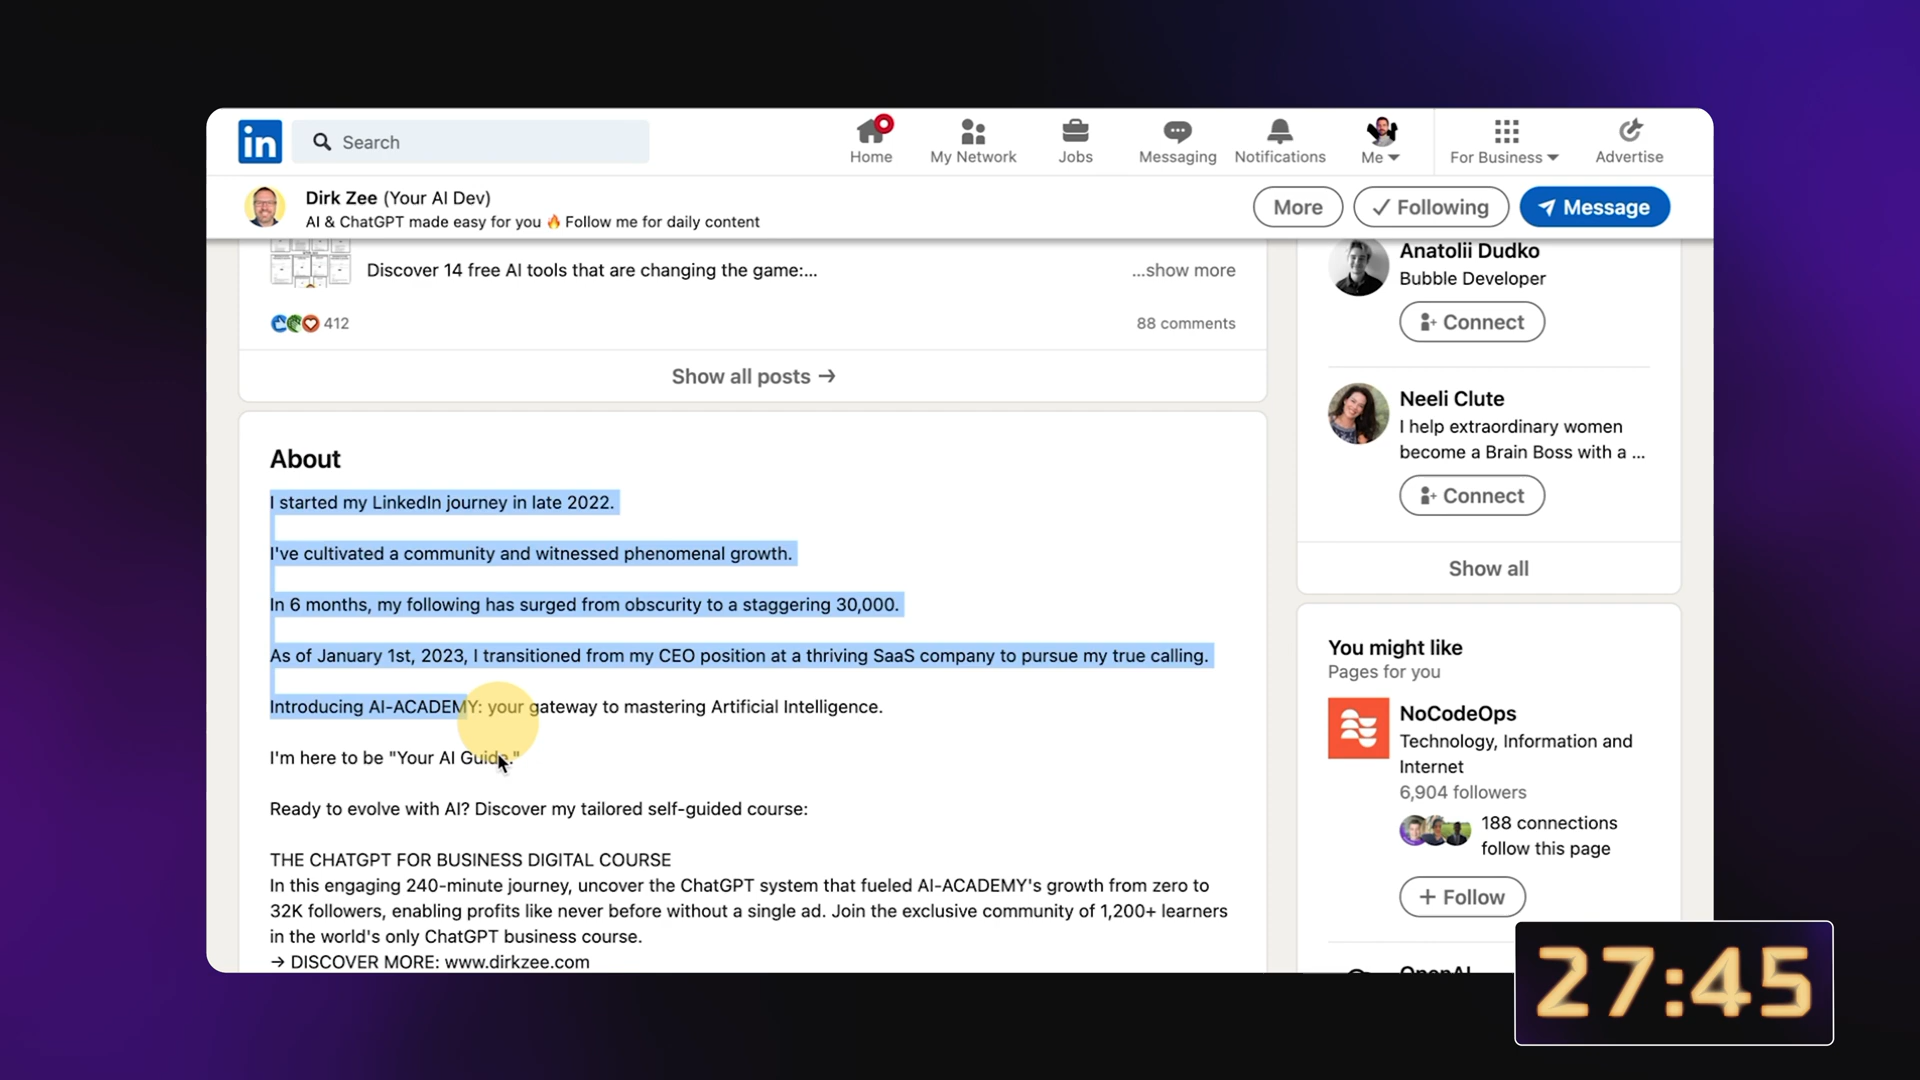 in
Search
Home
My Network
Jobs
Messaging
Notifications
Me
For Business
Advertise
Dirk Zee (Your AI Dev)
AI & ChatGPT made easy for you 🔥 Follow me for daily content
More
✓ Following
Message
Discover 14 free AI tools that are changing the game:...
...show more
412
88 comments
Show all posts →
About
I started my LinkedIn journey in late 2022.
I've cultivated a community and witnessed phenomenal growth.
In 6 months, my following has surged from obscurity to a staggering 30,000.
As of January 1st, 2023, I transitioned from my CEO position at a thriving SaaS company to pursue my true calling.
Introducing AI-ACADEMY: your gateway to mastering Artificial Intelligence.
I'm here to be "Your AI Guide."
Ready to evolve with AI? Discover my tailored self-guided course:
THE CHATGPT FOR BUSINESS DIGITAL COURSE
In this engaging 240-minute journey, uncover the ChatGPT system that fueled AI-ACADEMY's growth from zero to
32K followers, enabling profits like never before without a single ad. Join the exclusive community of 1,200+ learners
in the world's only ChatGPT business course.
→ DISCOVER MORE: www.dirkzee.com
Anatolii Dudko
Bubble Developer
Connect
Neeli Clute
I help extraordinary women
become a Brain Boss with a ...
Connect
Show all
You might like
Pages for you
NoCodeOps
Technology, Information and
Internet
6,904 followers
188 connections
follow this page
+ Follow
OpenAI
27:45